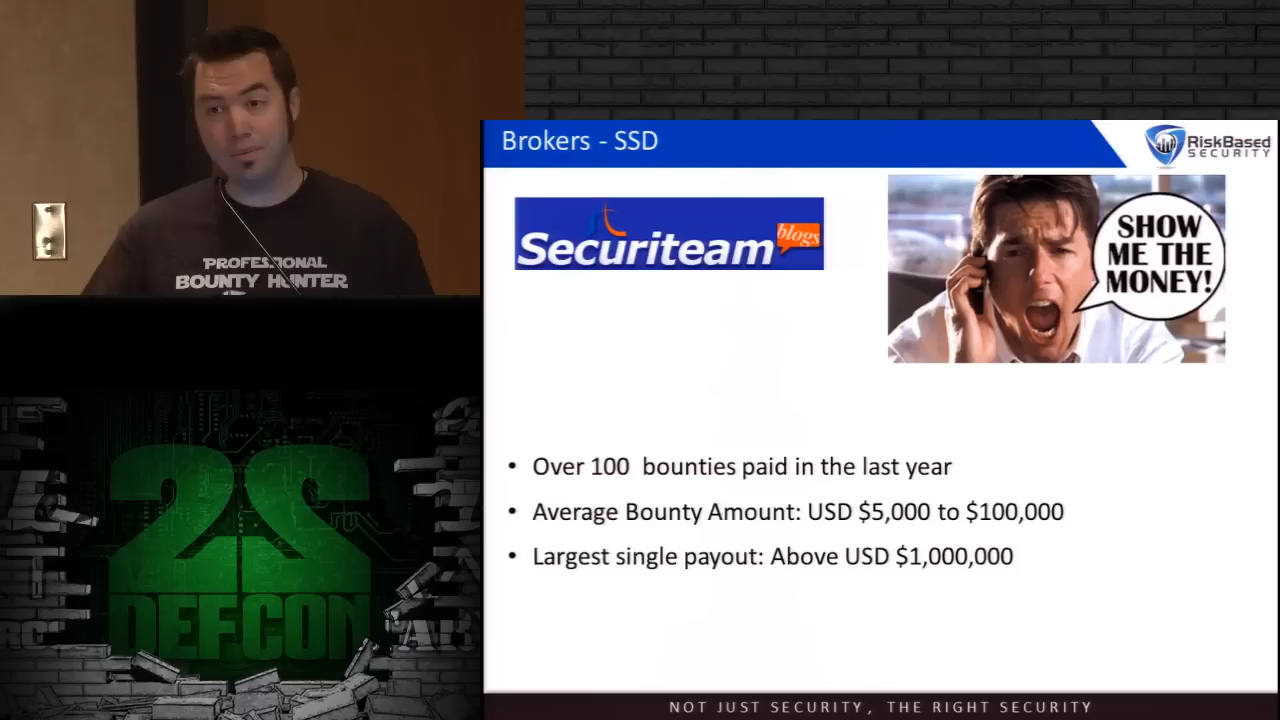 PROFESSIONAL
BOUNTY HUNTER
Brokers - SSD
RiskBased
SECURITY
Securiteam
blogs
SHOW
ME THE
MONEY!
• Over 100 bounties paid in the last year
• Average Bounty Amount: USD $5,000 to $100,000
• Largest single payout: Above USD $1,000,000
22
DEFCON
NOT JUST SECURITY, THE RIGHT SECURITY